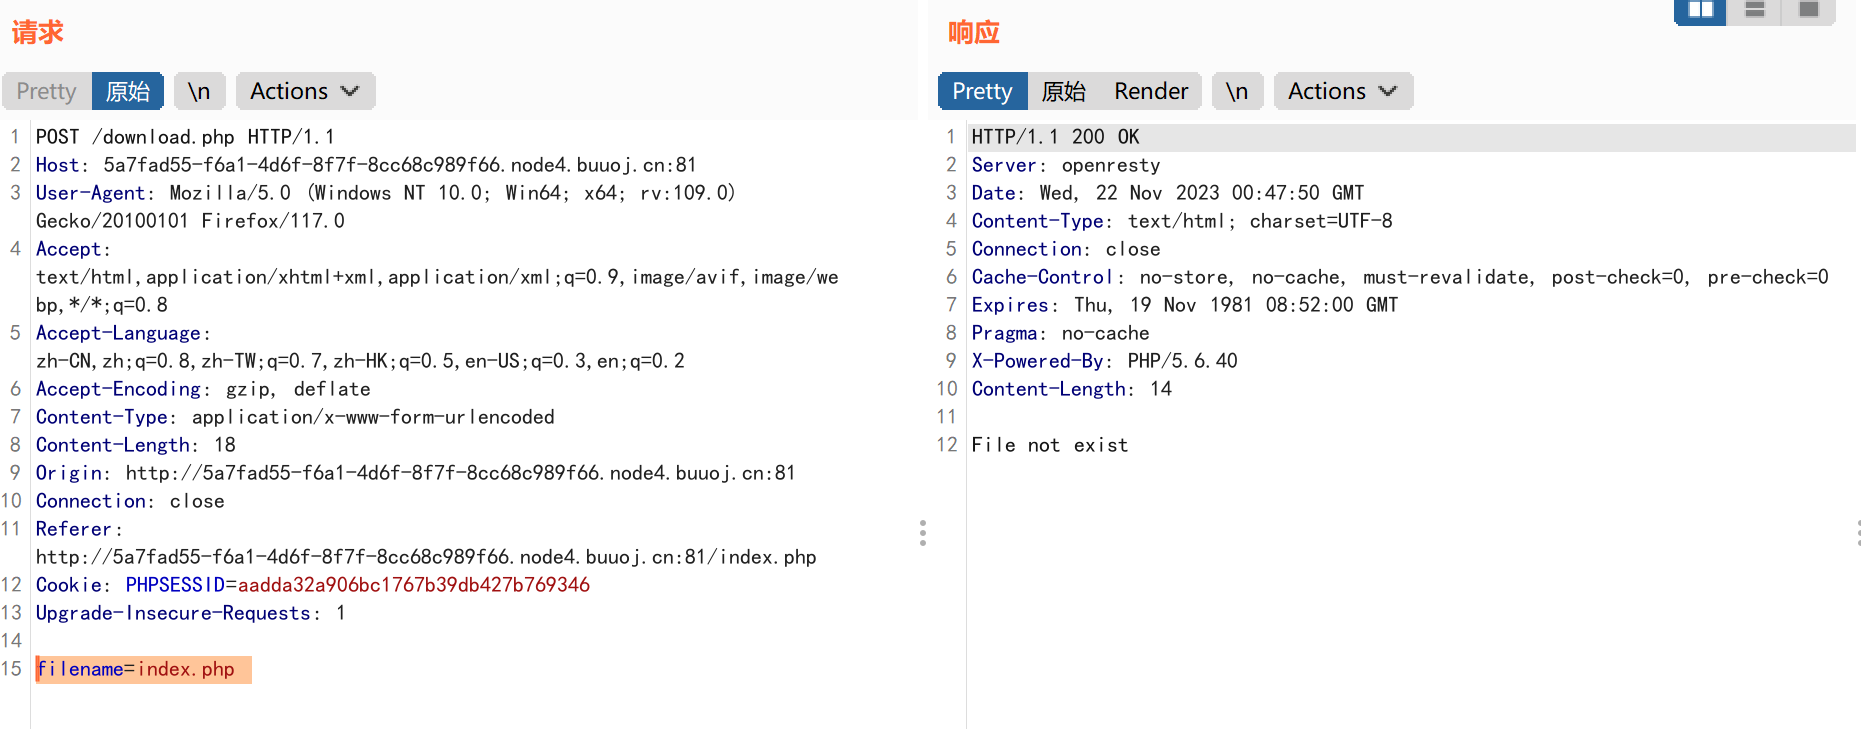 请求
Pretty 原始 \n Actions
1 POST /download.php HTTP/1.1
2 Host: 5a7fad55-f6a1-4d6f-8f7f-8cc68c989f66.node4.buuoj.cn:81
3 User-Agent: Mozilla/5.0 (Windows NT 10.0; Win64; x64; rv:109.0)
Gecko/20100101 Firefox/117.0
4 Accept:
text/html,application/xhtml+xml,application/xml;q=0.9,image/avif,image/we
bp,*/*;q=0.8
5 Accept-Language:
zh-CN,zh;q=0.8,zh-TW;q=0.7,zh-HK;q=0.5,en-US;q=0.3,en;q=0.2
6 Accept-Encoding: gzip, deflate
7 Content-Type: application/x-www-form-urlencoded
8 Content-Length: 18
9 Origin: http://5a7fad55-f6a1-4d6f-8f7f-8cc68c989f66.node4.buuoj.cn:81
10 Connection: close
11 Referer:
http://5a7fad55-f6a1-4d6f-8f7f-8cc68c989f66.node4.buuoj.cn:81/index.php
12 Cookie: PHPSESSID=aadda32a906bc1767b39db427b769346
13 Upgrade-Insecure-Requests: 1
14
15 filename=index.php
响应
Pretty 原始 Render \n Actions
1 HTTP/1.1 200 OK
2 Server: openresty
3 Date: Wed, 22 Nov 2023 00:47:50 GMT
4 Content-Type: text/html; charset=UTF-8
5 Connection: close
6 Cache-Control: no-store, no-cache, must-revalidate, post-check=0, pre-check=0
7 Expires: Thu, 19 Nov 1981 08:52:00 GMT
8 Pragma: no-cache
9 X-Powered-By: PHP/5.6.40
10 Content-Length: 14
11
12 File not exist